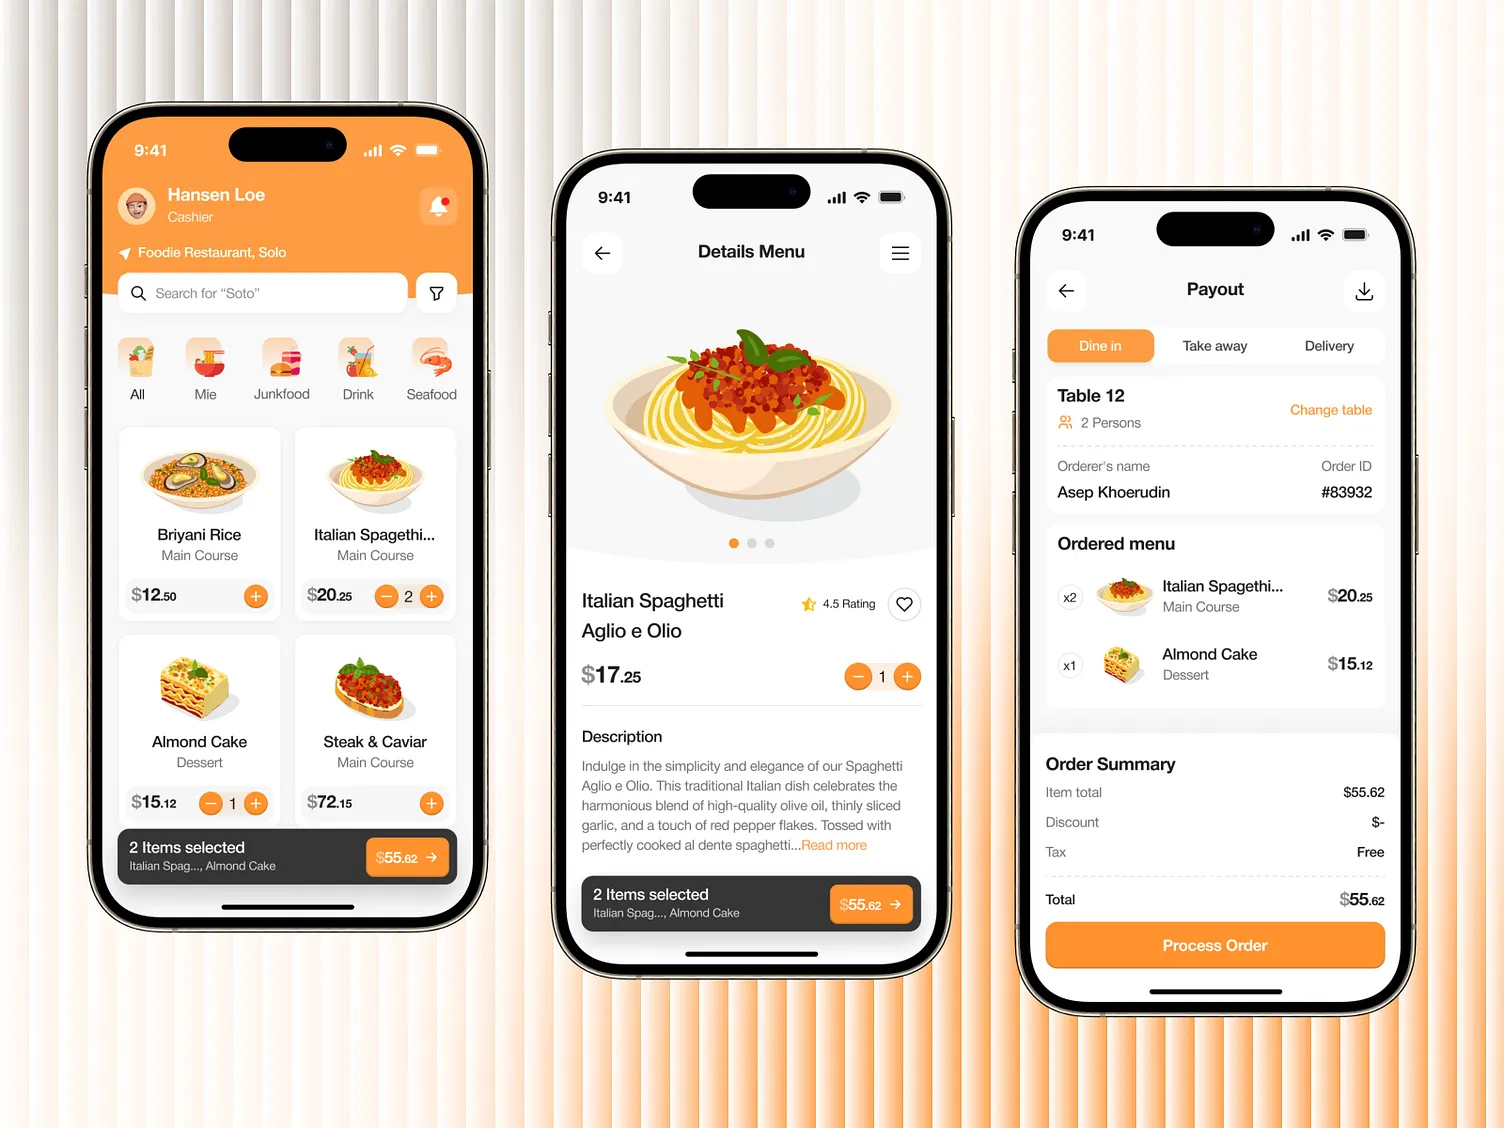 9:41
Hansen Loe
Cashier
Foodie Restaurant, Solo
Search for “Soto”
All Mie Junkfood Drink Seafood
Briyani Rice
Main Course
$12.50
Italian Spagethi...
Main Course
$20.25 2
Almond Cake
Dessert
$15.12 1
Steak & Caviar
Main Course
$72.15
2 Items selected
Italian Spag..., Almond Cake
$55.62
9:41
Details Menu
Italian Spaghetti
Aglio e Olio
4.5 Rating
$17.25 1
Description
Indulge in the simplicity and elegance of our Spaghetti
Aglio e Olio. This traditional Italian dish celebrates the
harmonious blend of high-quality olive oil, thinly sliced
garlic, and a touch of red pepper flakes. Tossed with
perfectly cooked al dente spaghetti...Read more
2 Items selected
Italian Spag..., Almond Cake
$55.62
9:41
Payout
Dine in Take away Delivery
Table 12
2 Persons
Change table
Orderer's name Order ID
Asep Khoerudin #83932
Ordered menu
x2
Italian Spagethi...
Main Course
$20.25
x1
Almond Cake
Dessert
$15.12
Order Summary
Item total $55.62
Discount $-
Tax Free
Total $55.62
Process Order